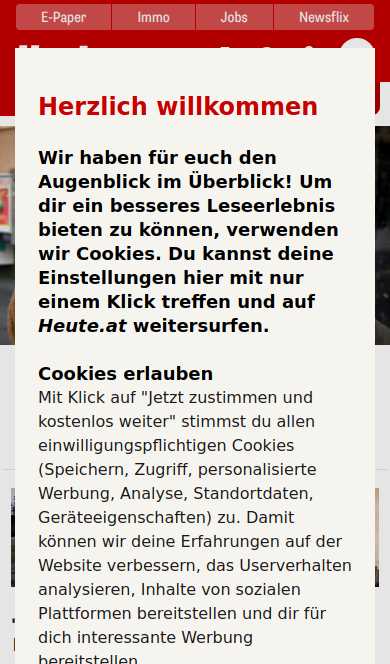 E-Paper Immo Jobs Newsflix
Herzlich willkommen
Wir haben für euch den
Augenblick im Überblick! Um
dir ein besseres Leseerlebnis
bieten zu können, verwenden
wir Cookies. Du kannst deine
Einstellungen hier mit nur
einem Klick treffen und auf
Heute.at weitersurfen.
Cookies erlauben
Mit Klick auf "Jetzt zustimmen und
kostenlos weiter" stimmst du allen
einwilligungspflichtigen Cookies
(Speichern, Zugriff, personalisierte
Werbung, Analyse, Standortdaten,
Geräteeigenschaften) zu. Damit
können wir deine Erfahrungen auf der
Website verbessern, das Userverhalten
analysieren, Inhalte von sozialen
Plattformen bereitstellen und dir für
dich interessante Werbung
bereitstellen